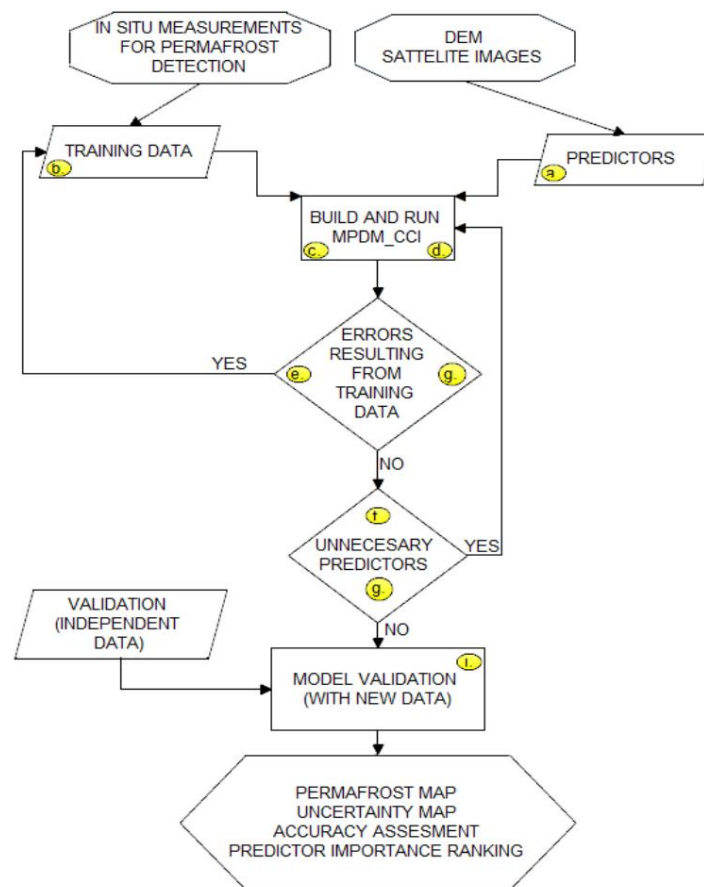 IN SITU MEASUREMENTS
FOR PERMAFROST
DETECTION
DEM
SATTELITE IMAGES
TRAINING DATA
b.
PREDICTORS
a.
BUILD AND RUN
MPDM_CCI
c.
d.
ERRORS
RESULTING
FROM
TRAINING
DATA
e.
g.
YES
NO
f
UNNECESARY
PREDICTORS
g.
YES
NO
VALIDATION
(INDEPENDENT
DATA)
MODEL VALIDATION
(WITH NEW DATA)
i.
PERMAFROST MAP
UNCERTAINTY MAP
ACCURACY ASSESMENT
PREDICTOR IMPORTANCE RANKING